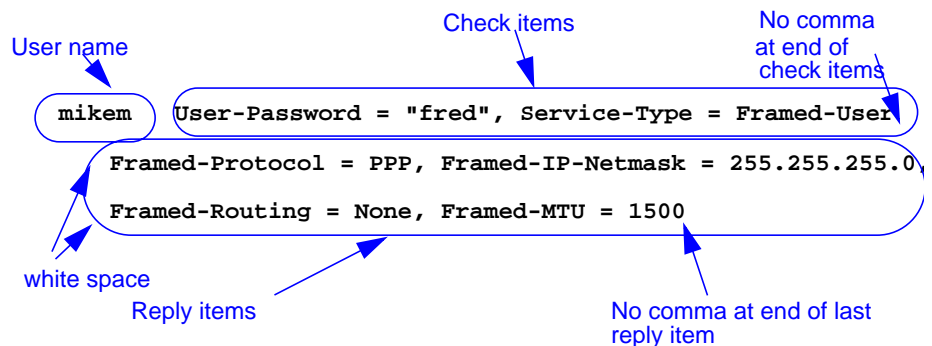 Check items
No comma
at end of
check items
User name
mikem User-Password = "fred", Service-Type = Framed-User
Framed-Protocol = PPP, Framed-IP-Netmask = 255.255.255.0,
Framed-Routing = None, Framed-MTU = 1500
white space
Reply items
No comma at end of last
reply item